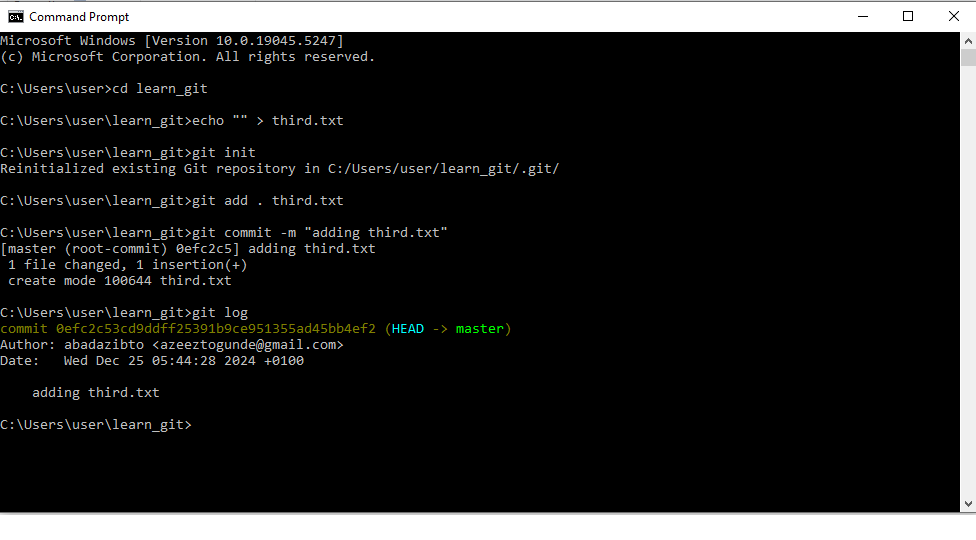 Command Prompt
Microsoft Windows [Version 10.0.19045.5247]
(c) Microsoft Corporation. All rights reserved.
C:\Users\user>cd learn_git
C:\Users\user\learn_git>echo "" > third.txt
C:\Users\user\learn_git>git init
Reinitialized existing Git repository in C:/Users/user/learn_git/.git/
C:\Users\user\learn_git>git add . third.txt
C:\Users\user\learn_git>git commit -m "adding third.txt"
[master (root-commit) 0efc2c5] adding third.txt
 1 file changed, 1 insertion(+)
 create mode 100644 third.txt
C:\Users\user\learn_git>git log
commit 0efc2c53cd9ddff25391b9ce951355ad45bb4ef2 (HEAD -> master)
Author: abadazibto <azeeztogunde@gmail.com>
Date:   Wed Dec 25 05:44:28 2024 +0100
    adding third.txt
C:\Users\user\learn_git>